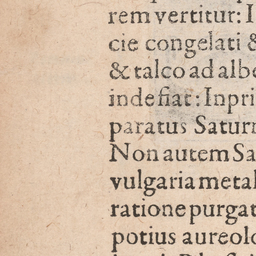 rem vertitur: I
cie congelati &
& talco ad albe
inde fiat: Inpri
paratus Saturn
Non autem Sa
vulgaria metal
ratione purgat
potius aureolo